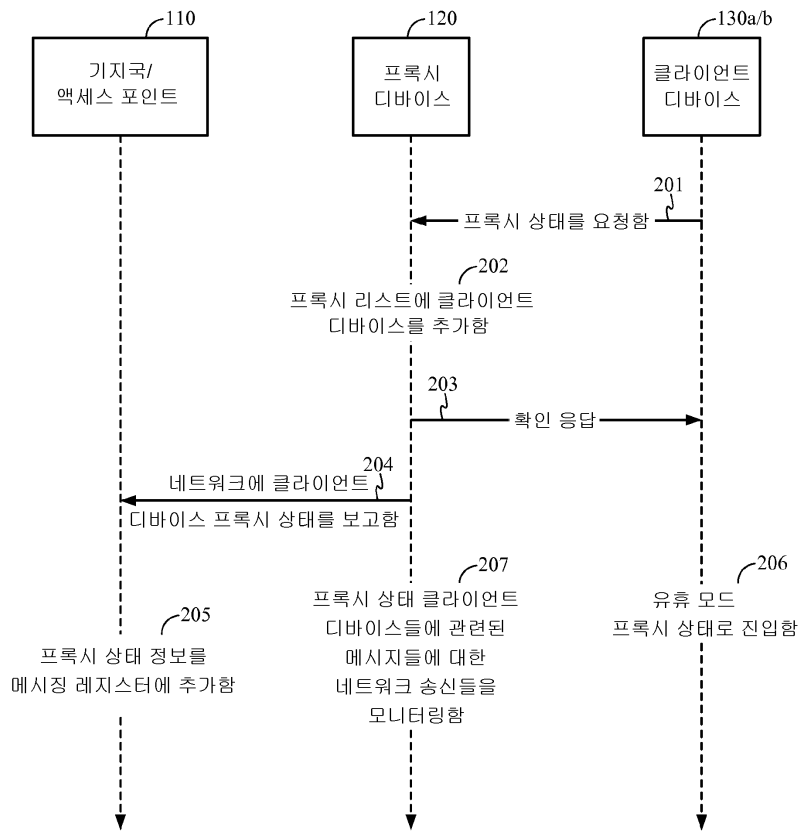 110
120
130a/b
기지국/
액세스 포인트
프록시
디바이스
클라이언트
디바이스
201
프록시 상태를 요청함
202
프록시 리스트에 클라이언트
디바이스를 추가함
203
확인 응답
204
네트워크에 클라이언트
디바이스 프록시 상태를 보고함
205
프록시 상태 정보를
메시징 레지스터에 추가함
207
프록시 상태 클라이언트
디바이스들에 관련된
메시지들에 대한
네트워크 송신들을
모니터링함
206
유휴 모드
프록시 상태로 진입함